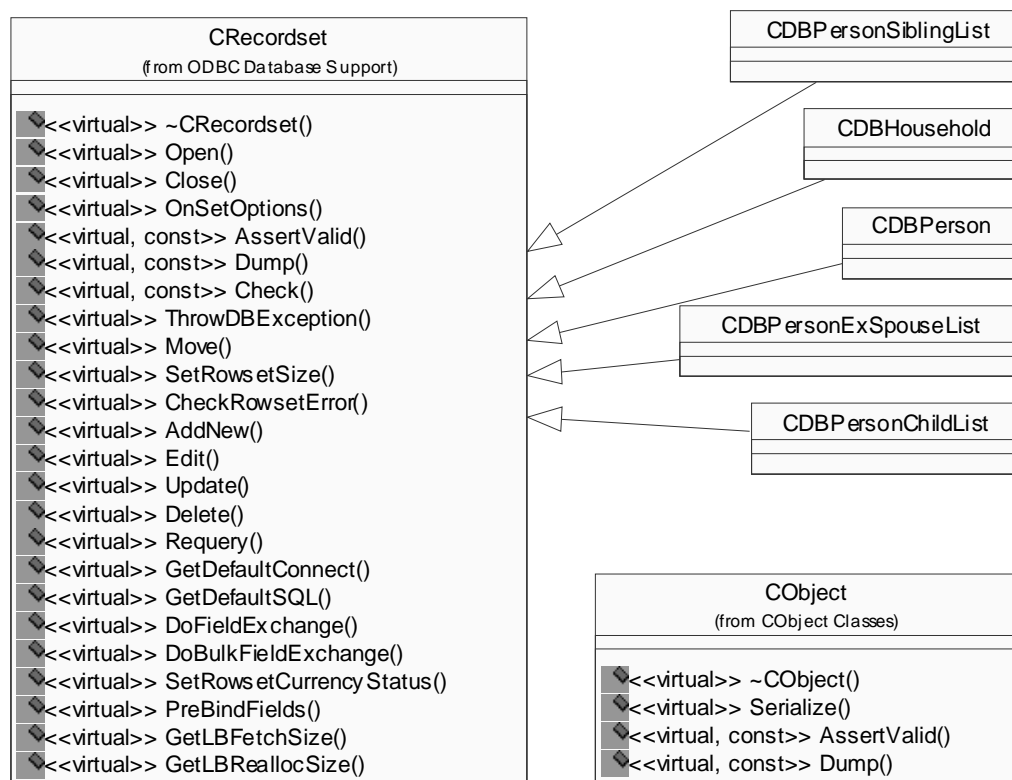 CRecordset
(from ODBC Database Support)
<<virtual>> ~CRecordset()
<<virtual>> Open()
<<virtual>> Close()
<<virtual>> OnSetOptions()
<<virtual, const>> AssertValid()
<<virtual, const>> Dump()
<<virtual, const>> Check()
<<virtual>> ThrowDBException()
<<virtual>> Move()
<<virtual>> SetRowsetSize()
<<virtual>> CheckRowsetError()
<<virtual>> AddNew()
<<virtual>> Edit()
<<virtual>> Update()
<<virtual>> Delete()
<<virtual>> Requery()
<<virtual>> GetDefaultConnect()
<<virtual>> GetDefaultSQL()
<<virtual>> DoFieldExchange()
<<virtual>> DoBulkFieldExchange()
<<virtual>> SetRowsetCurrencyStatus()
<<virtual>> PreBindFields()
<<virtual>> GetLBFetchSize()
<<virtual>> GetLBReallocSize()
CDBPersonSiblingList
CDBHousehold
CDBPerson
CDBPersonExSpouseList
CDBPersonChildList
CObject
(from CObject Classes)
<<virtual>> ~CObject()
<<virtual>> Serialize()
<<virtual, const>> AssertValid()
<<virtual, const>> Dump()